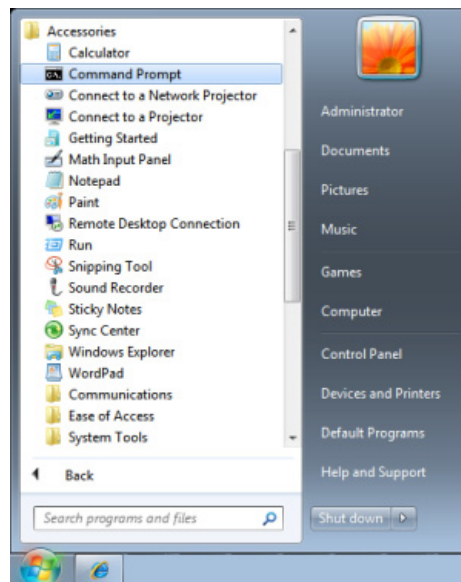 Accessories
Calculator
Command Prompt
Connect to a Network Projector
Connect to a Projector
Getting Started
Math Input Panel
Notepad
Paint
Remote Desktop Connection
Run
Snipping Tool
Sound Recorder
Sticky Notes
Sync Center
Windows Explorer
WordPad
Communications
Ease of Access
System Tools
Back
Search programs and files
Administrator
Documents
Pictures
Music
Games
Computer
Control Panel
Devices and Printers
Default Programs
Help and Support
Shut down